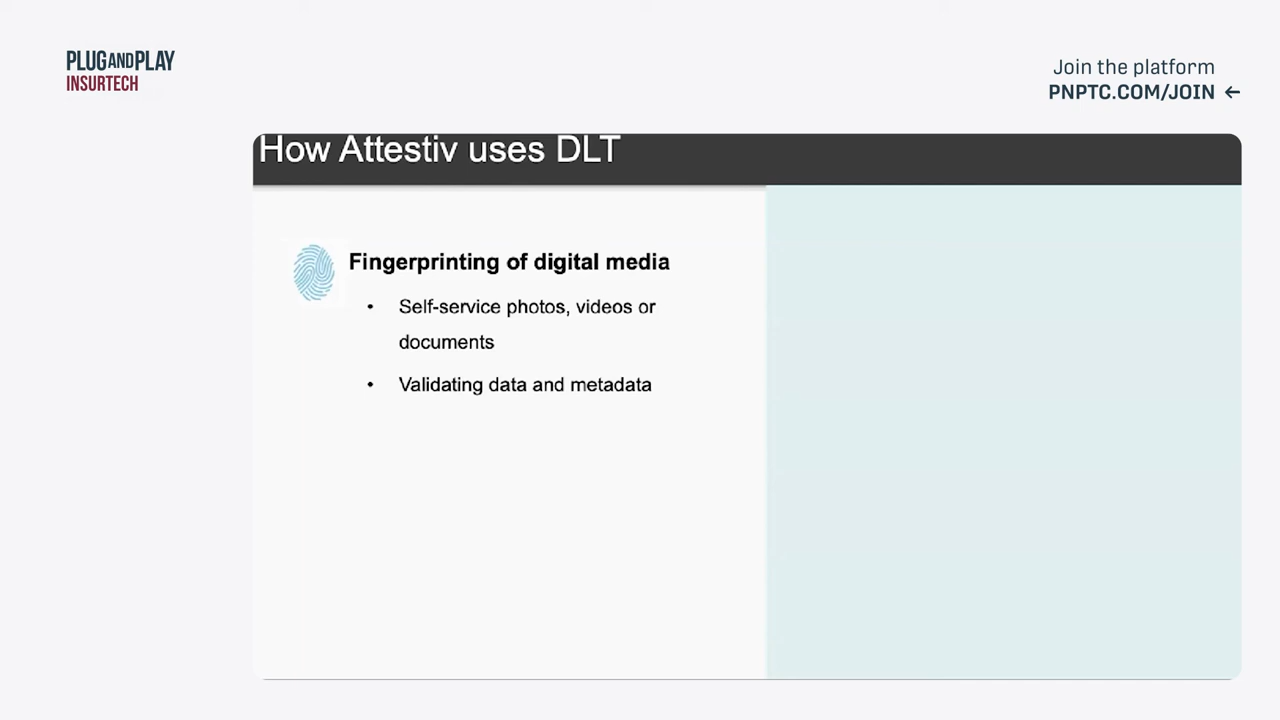 PLUGANDPLAY
INSURTECH
Join the platform
PNPTC.COM/JOIN ←
How Attestiv uses DLT
Fingerprinting of digital media
• Self-service photos, videos or
documents
• Validating data and metadata